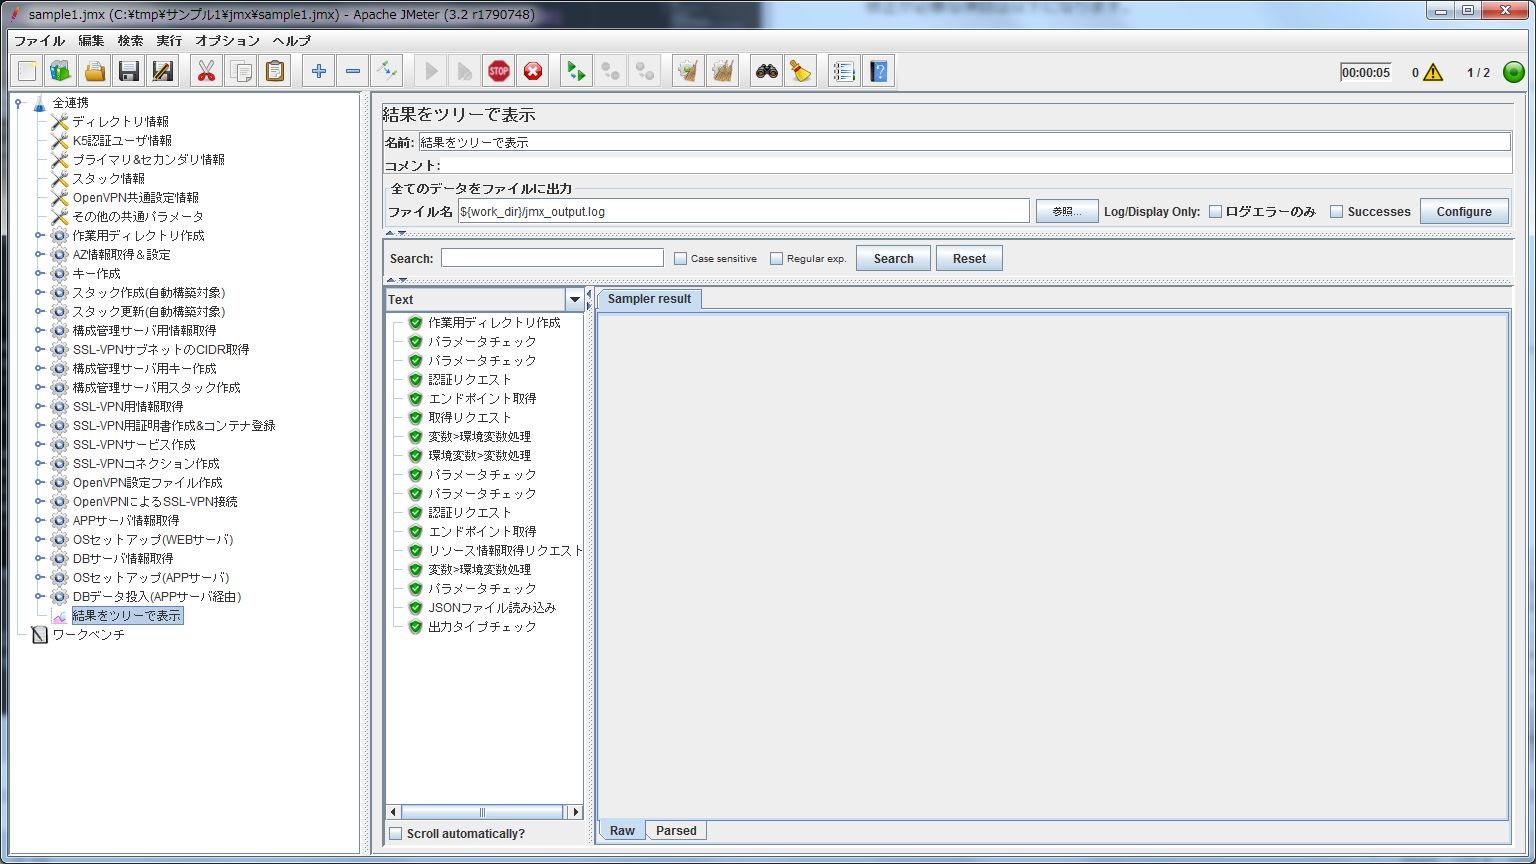 sample1.jmx (C:¥tmp¥サンプル1¥jmx¥sample1.jmx) - Apache JMeter (3.2 r1790748)
ファイル 編集 検索 実行 オプション ヘルプ
STOP
00:00:05 0 1 / 2
全連携
ディレクトリ情報
K5認証ユーザ情報
プライマリ&セカンダリ情報
スタック情報
OpenVPN共通設定情報
その他の共通パラメータ
作業用ディレクトリ作成
AZ情報取得＆設定
キー作成
スタック作成(自動構築対象)
スタック更新(自動構築対象)
構成管理サーバ用情報取得
SSL-VPNサブネットのCIDR取得
構成管理サーバ用キー作成
構成管理サーバ用スタック作成
SSL-VPN用情報取得
SSL-VPN用証明書作成&コンテナ登録
SSL-VPNサービス作成
SSL-VPNコネクション作成
OpenVPN設定ファイル作成
OpenVPNによるSSL-VPN接続
APPサーバ情報取得
OSセットアップ(WEBサーバ)
DBサーバ情報取得
OSセットアップ(APPサーバ)
DBデータ投入(APPサーバ経由)
結果をツリーで表示
ワークベンチ
結果をツリーで表示
名前: 結果をツリーで表示
コメント:
全てのデータをファイルに出力
ファイル名 ${work_dir}/jmx_output.log 参照... Log/Display Only: ログエラーのみ Successes Configure
Search: Case sensitive Regular exp. Search Reset
Text
作業用ディレクトリ作成
パラメータチェック
パラメータチェック
認証リクエスト
エンドポイント取得
取得リクエスト
変数>環境変数処理
環境変数>変数処理
パラメータチェック
パラメータチェック
認証リクエスト
エンドポイント取得
リソース情報取得リクエスト
変数>環境変数処理
パラメータチェック
JSONファイル読み込み
出力タイプチェック
Scroll automatically?
Sampler result
Raw Parsed